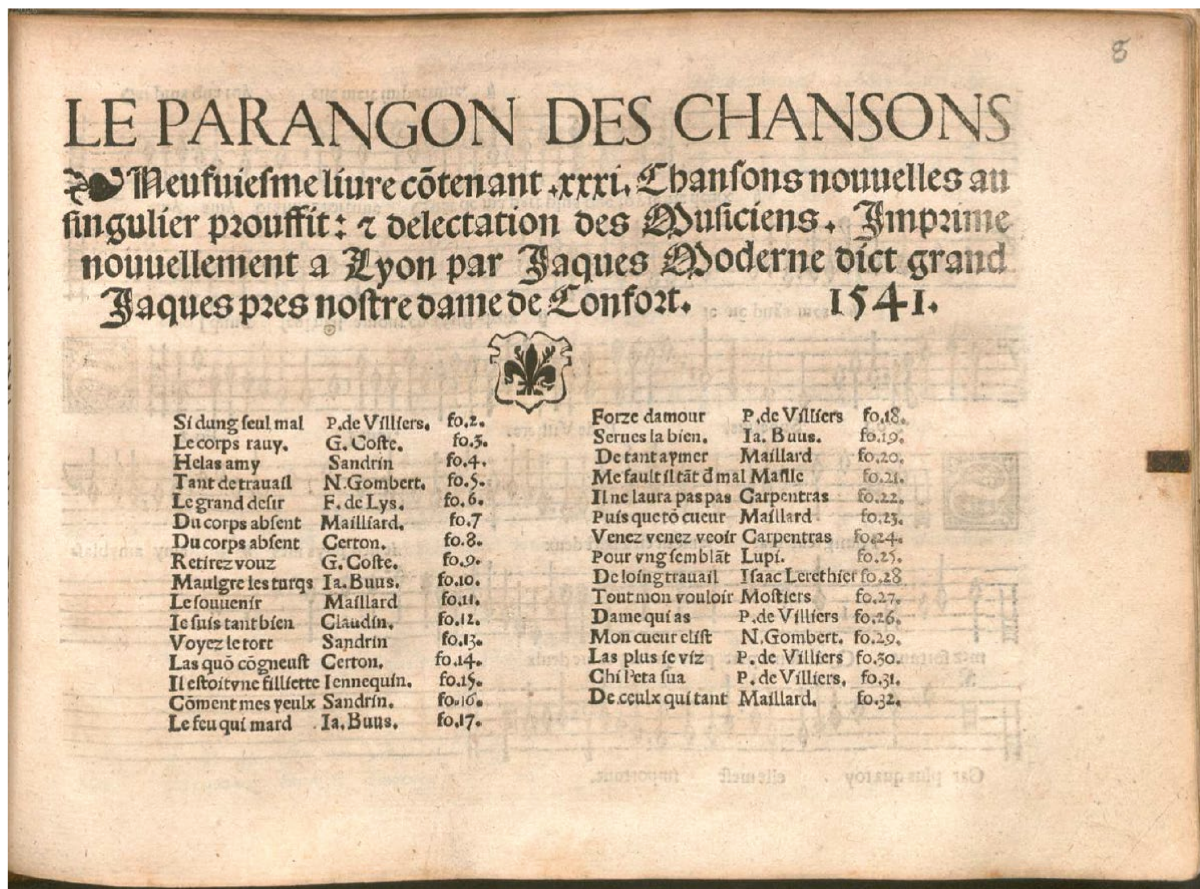 8
LE PARANGON DES CHANSONS
Neufuiesme liure cōtenant .xxxi. Chansons nouuelles au
singulier prouffit: ⁊ delectation des Musiciens. Imprime
nouuellement a Lyon par Jaques Moderne dict grand
Jaques pres nostre dame de Confort. 1541.
Si dung seul mal P.de Villiers. fo.2.
Le corps rauy. G. Coste. fo.3.
Helas amy Sandrin fo.4.
Tant de trauail N.Gombert. fo.5.
Le grand desir F. de Lys. fo.6.
Du corps absent Mailliard. fo.7
Du corps absent Certon. fo.8.
Retirez vouz G. Coste. fo.9.
Maulgre les turqs Ia. Buus. fo.10.
Le souuenir Maillard fo.11.
Ie suis tant bien Claudin. fo.12.
Voyez le tort Sandrin fo.13.
Las quō cōgneust Certon. fo.14.
Il estoit vne filliette Iennequin. fo.15.
Cōment mes yeulx Sandrin. fo.16.
Le feu qui mard Ia. Buus. fo.17.
Forze damour P.de Villiers fo.18.
Serues la bien. Ia. Buus. fo.19.
De tant aymer Maillard fo.20.
Me fault il tāt đ mal Maille fo.21.
Il ne laura pas pas Carpentras fo.22.
Puis que tō cueur Maillard fo.23.
Venez venez veoir Carpentras fo.24.
Pour vng semblāt Lupi. fo.25.
De loing trauail Isaac Lerethier fo.28
Tout mon vouloir Mostiers fo.27.
Dame qui as P.de Villiers fo.26.
Mon cueur elist N.Gombert. fo.29.
Las plus ie viz P. de Villiers fo.30.
Chi l'eta sua P. de Villiers. fo.31.
De ceulx qui tant Maillard. fo.32.